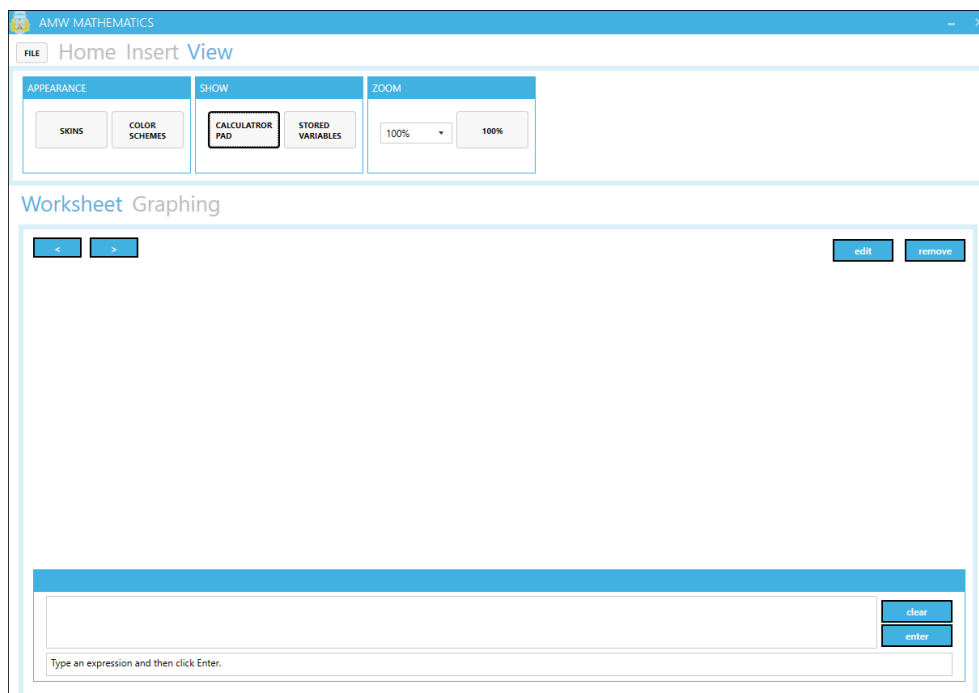 AMW MATHEMATICS
FILE Home Insert View
APPEARANCE SHOW ZOOM
SKINS
COLOR
SCHEMES
CALCULATROR
PAD
STORED
VARIABLES
100%
100%
Worksheet Graphing
< > edit remove
clear
enter
Type an expression and then click Enter.